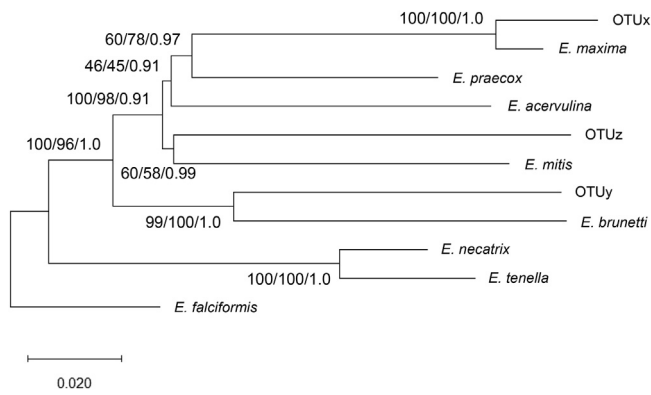 100/100/1.0
OTUx
60/78/0.97
E. maxima
46/45/0.91
E. praecox
100/98/0.91
E. acervulina
OTUz
100/96/1.0
E. mitis
60/58/0.99
OTUy
99/100/1.0
E. brunetti
E. necatrix
100/100/1.0
E. tenella
E. falciformis
0.020